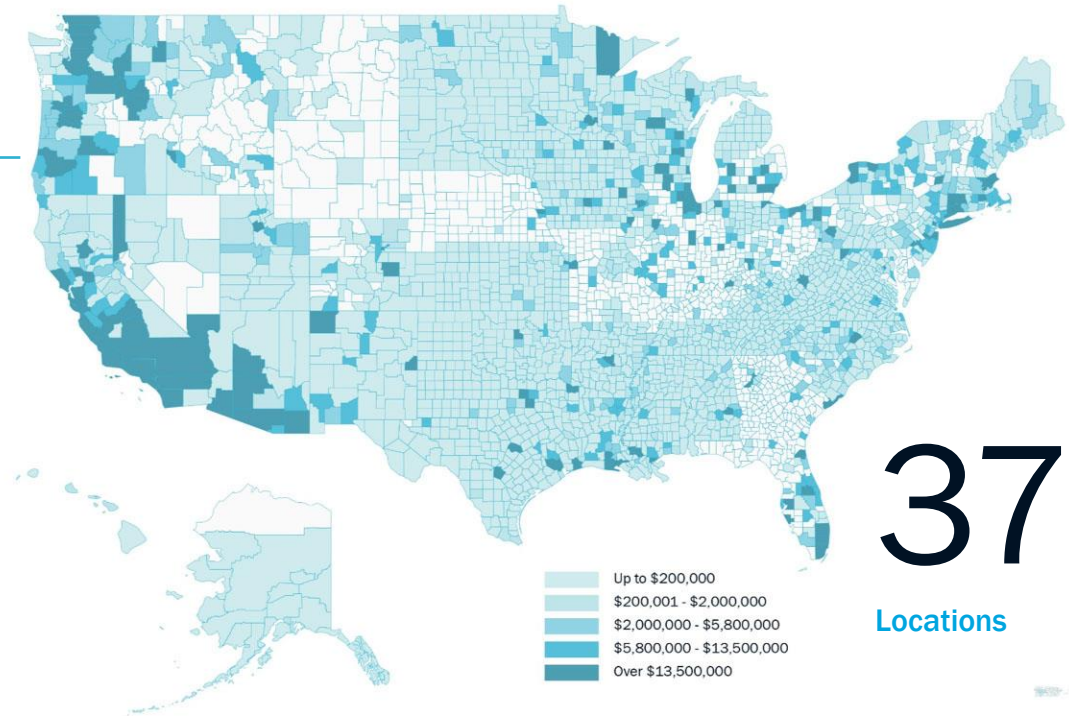 37
Locations
Up to $200,000
$200,001 - $2,000,000
$2,000,000 - $5,800,000
$5,800,000 - $13,500,000
Over $13,500,000